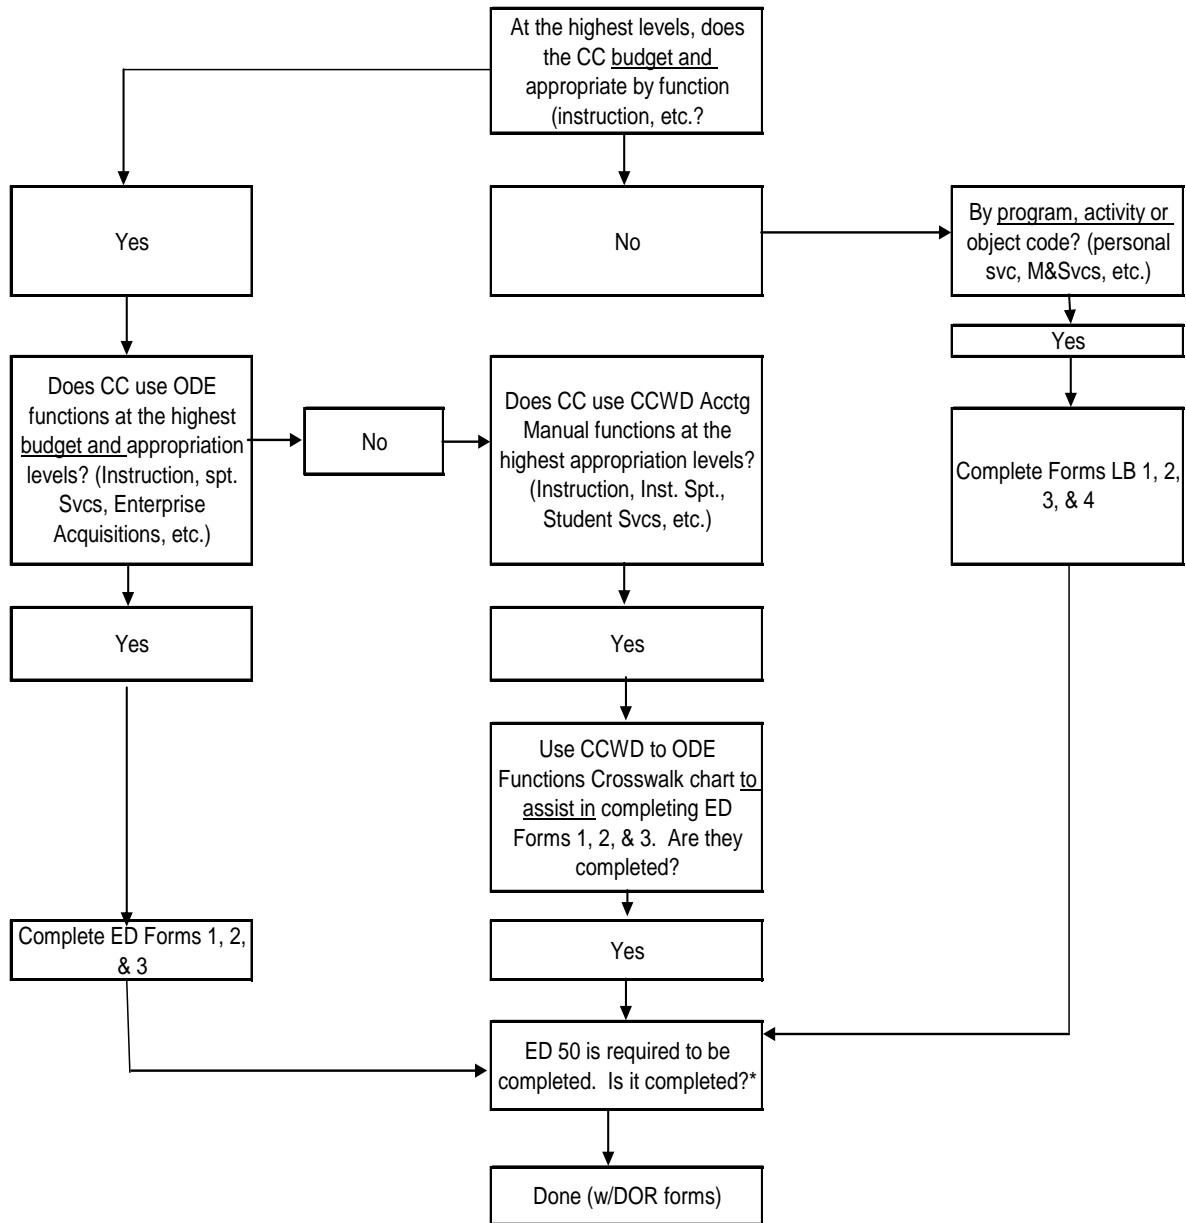 At the highest levels, does
the CC budget and
appropriate by function
(instruction, etc.?
Yes
No
By program, activity or
object code? (personal
svc, M&Svcs, etc.)
Yes
Does CC use ODE
functions at the highest
budget and appropriation
levels? (Instruction, spt.
Svcs, Enterprise
Acquisitions, etc.)
No
Does CC use CCWD Acctg
Manual functions at the
highest appropriation levels?
(Instruction, Inst. Spt.,
Student Svcs, etc.)
Complete Forms LB 1, 2,
3, & 4
Yes
Yes
Use CCWD to ODE
Functions Crosswalk chart to
assist in completing ED
Forms 1, 2, & 3.  Are they
completed?
Complete ED Forms 1, 2,
& 3
Yes
ED 50 is required to be
completed.  Is it completed?*
Done (w/DOR forms)